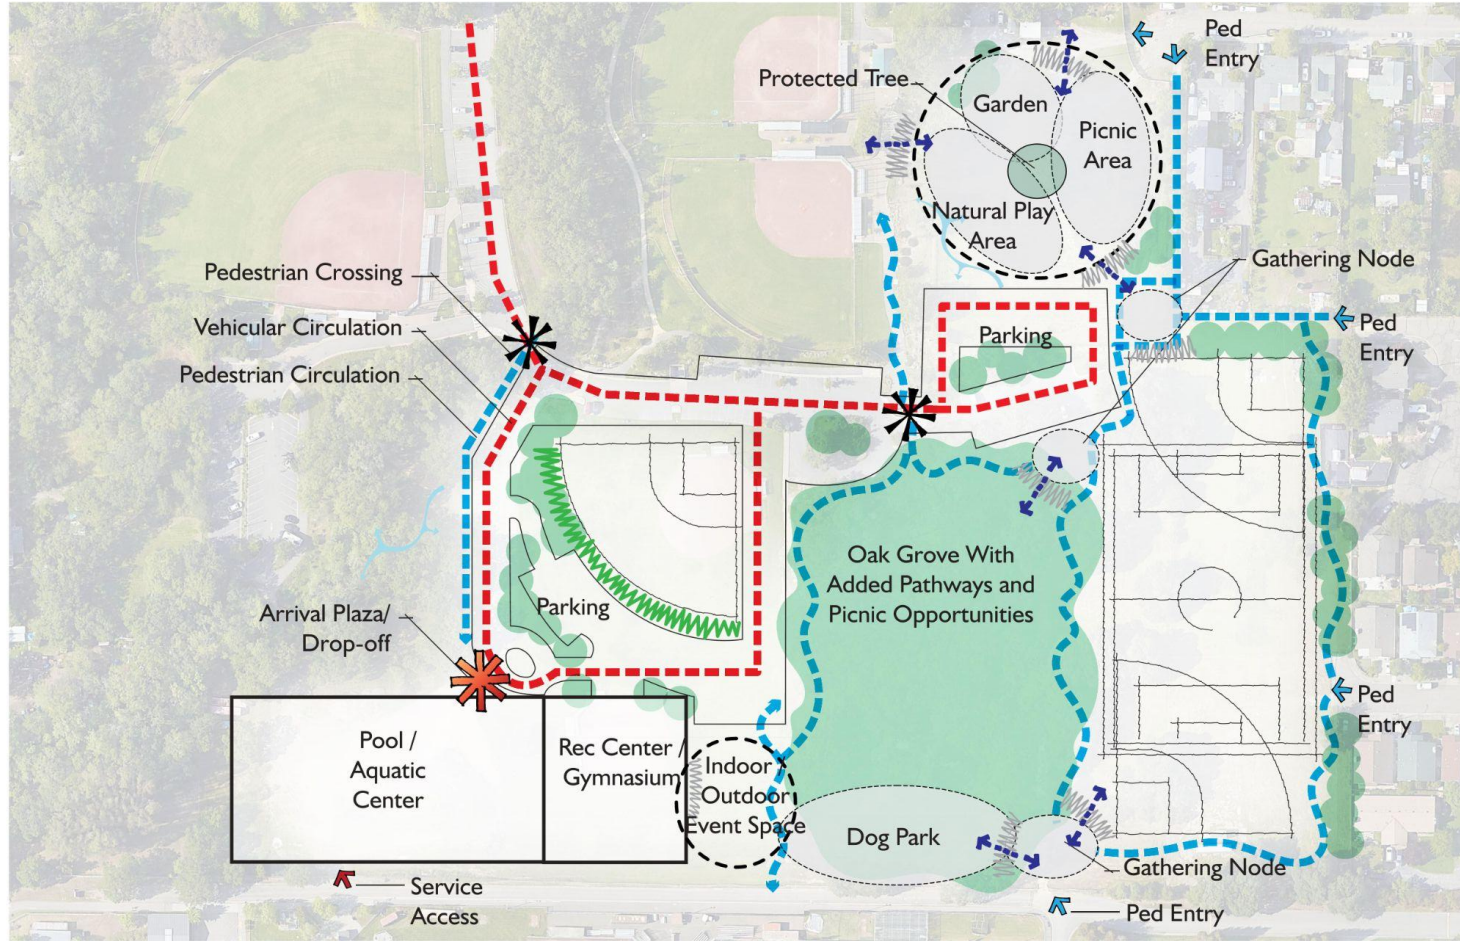 Ped
Entry
Protected Tree
Garden
Picnic
Area
Natural Play
Area
Gathering Node
Pedestrian Crossing
Vehicular Circulation
Pedestrian Circulation
Parking
Ped
Entry
Oak Grove With
Added Pathways and
Picnic Opportunities
Parking
Arrival Plaza/
Drop-off
Ped
Entry
Pool /
Aquatic
Center
Rec Center /
Gymnasium
Indoor /
Outdoor
Event Space
Dog Park
Gathering Node
Service
Access
Ped Entry